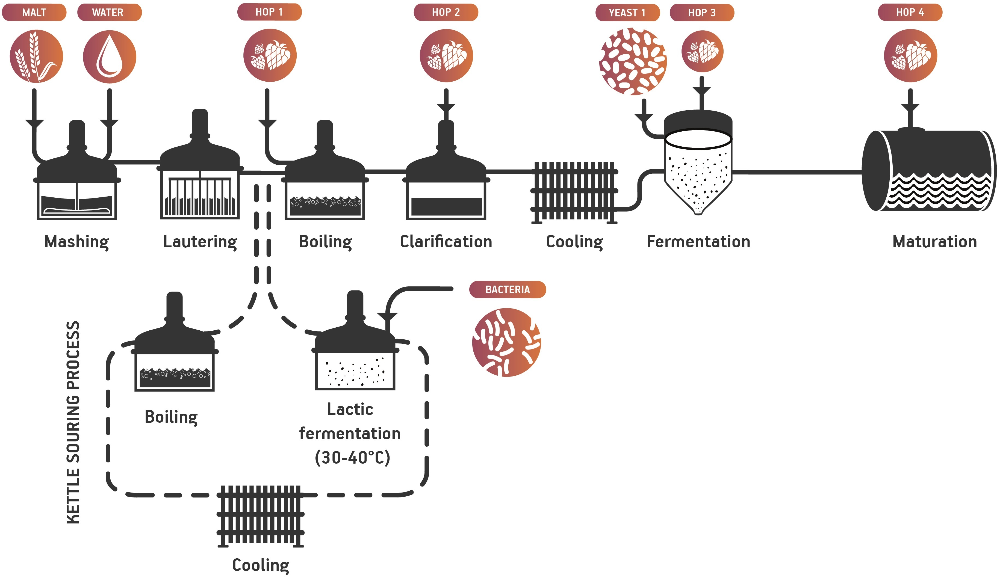 MALT
WATER
HOP 1
HOP 2
YEAST 1
HOP 3
HOP 4
Mashing
Lautering
Boiling
Clarification
Cooling
Fermentation
Maturation
BACTERIA
KETTLE SOURING PROCESS
Boiling
Lactic
fermentation
(30-40°C)
Cooling